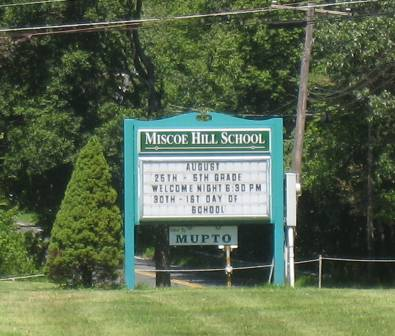 MISCOE HILL SCHOOL
AUGUST
25TH - 5TH GRADE
WELCOME NIGHT 6:30 PM
30TH - 1ST DAY OF
SCHOOL
MUPTO